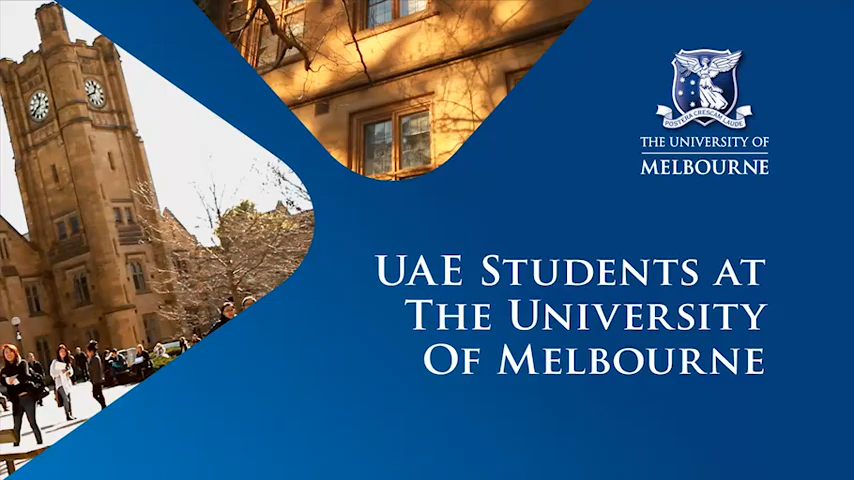 POSTERA CRESCAM LAUDE
THE UNIVERSITY OF
MELBOURNE
UAE STUDENTS AT
THE UNIVERSITY
OF MELBOURNE